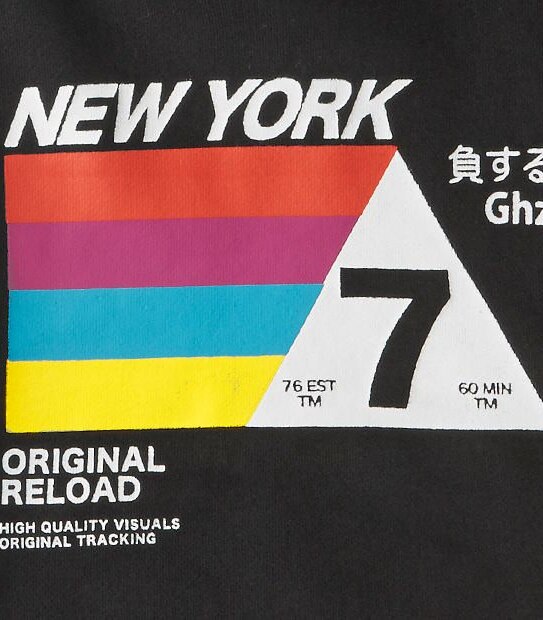 NEW YORK
負する
Ghz
7
76 EST
TM
60 MIN
TM
ORIGINAL
RELOAD
HIGH QUALITY VISUALS
ORIGINAL TRACKING